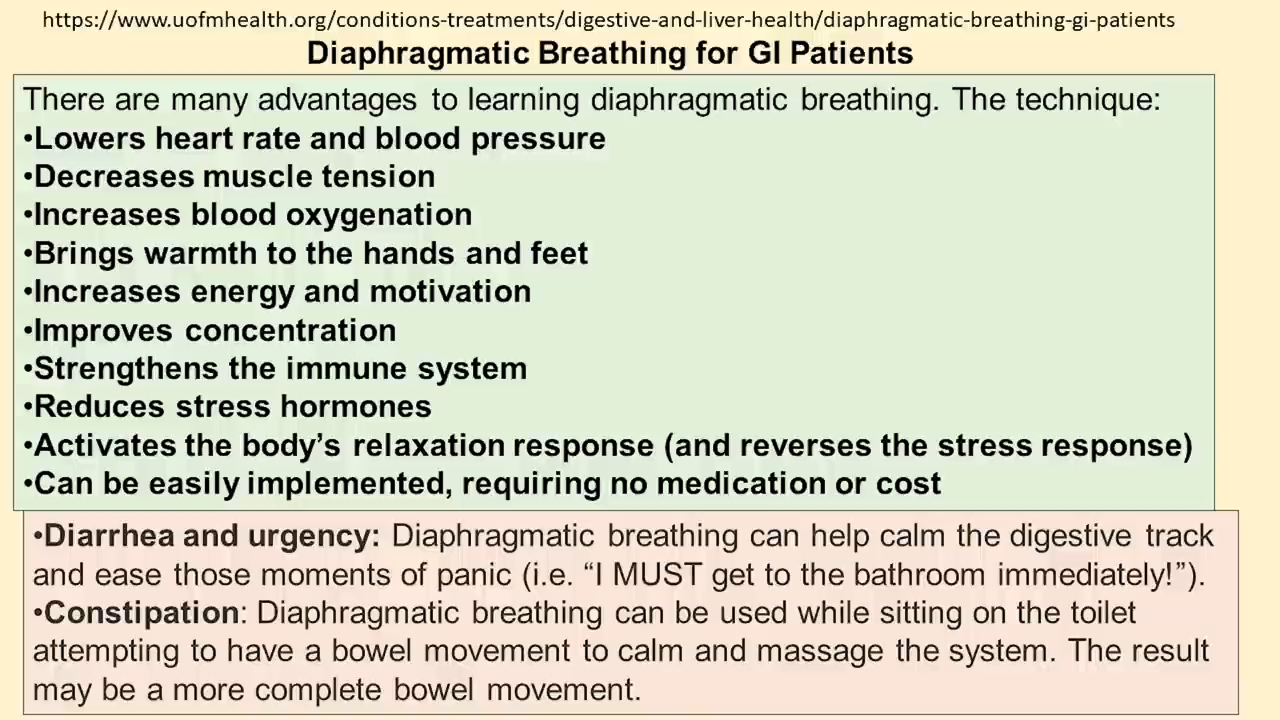 https://www.uofmhealth.org/conditions-treatments/digestive-and-liver-health/diaphragmatic-breathing-gi-patients
Diaphragmatic Breathing for GI Patients
There are many advantages to learning diaphragmatic breathing. The technique:
•Lowers heart rate and blood pressure
•Decreases muscle tension
•Increases blood oxygenation
•Brings warmth to the hands and feet
•Increases energy and motivation
•Improves concentration
•Strengthens the immune system
•Reduces stress hormones
•Activates the body’s relaxation response (and reverses the stress response)
•Can be easily implemented, requiring no medication or cost
•Diarrhea and urgency: Diaphragmatic breathing can help calm the digestive track
and ease those moments of panic (i.e. “I MUST get to the bathroom immediately!”).
•Constipation: Diaphragmatic breathing can be used while sitting on the toilet
attempting to have a bowel movement to calm and massage the system. The result
may be a more complete bowel movement.